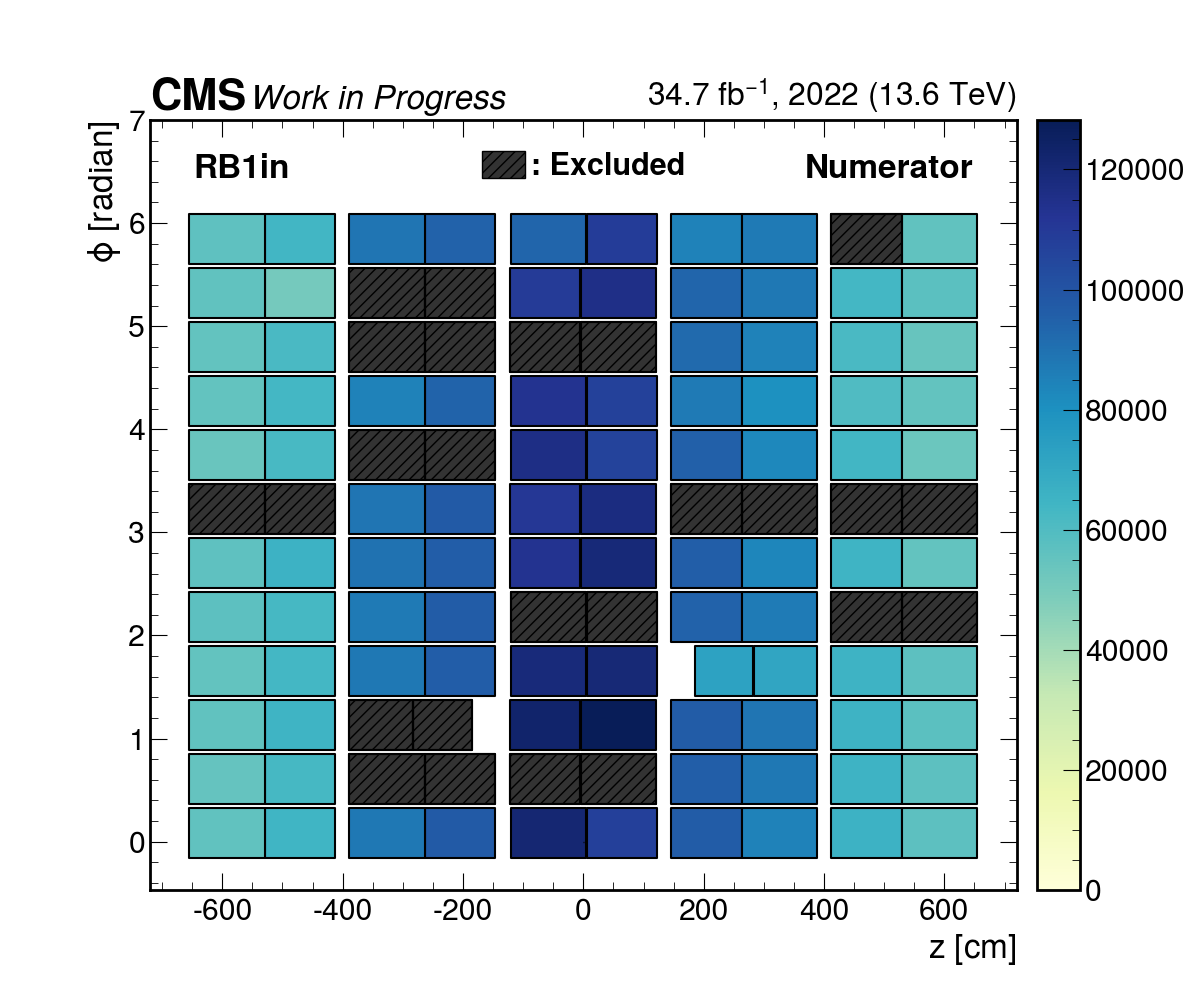 CMS Work in Progress
34.7 fb⁻¹, 2022 (13.6 TeV)
RB1in
: Excluded
Numerator
ϕ [radian]
7
6
5
4
3
2
1
0
-600 -400 -200 0 200 400 600
z [cm]
120000
100000
80000
60000
40000
20000
0